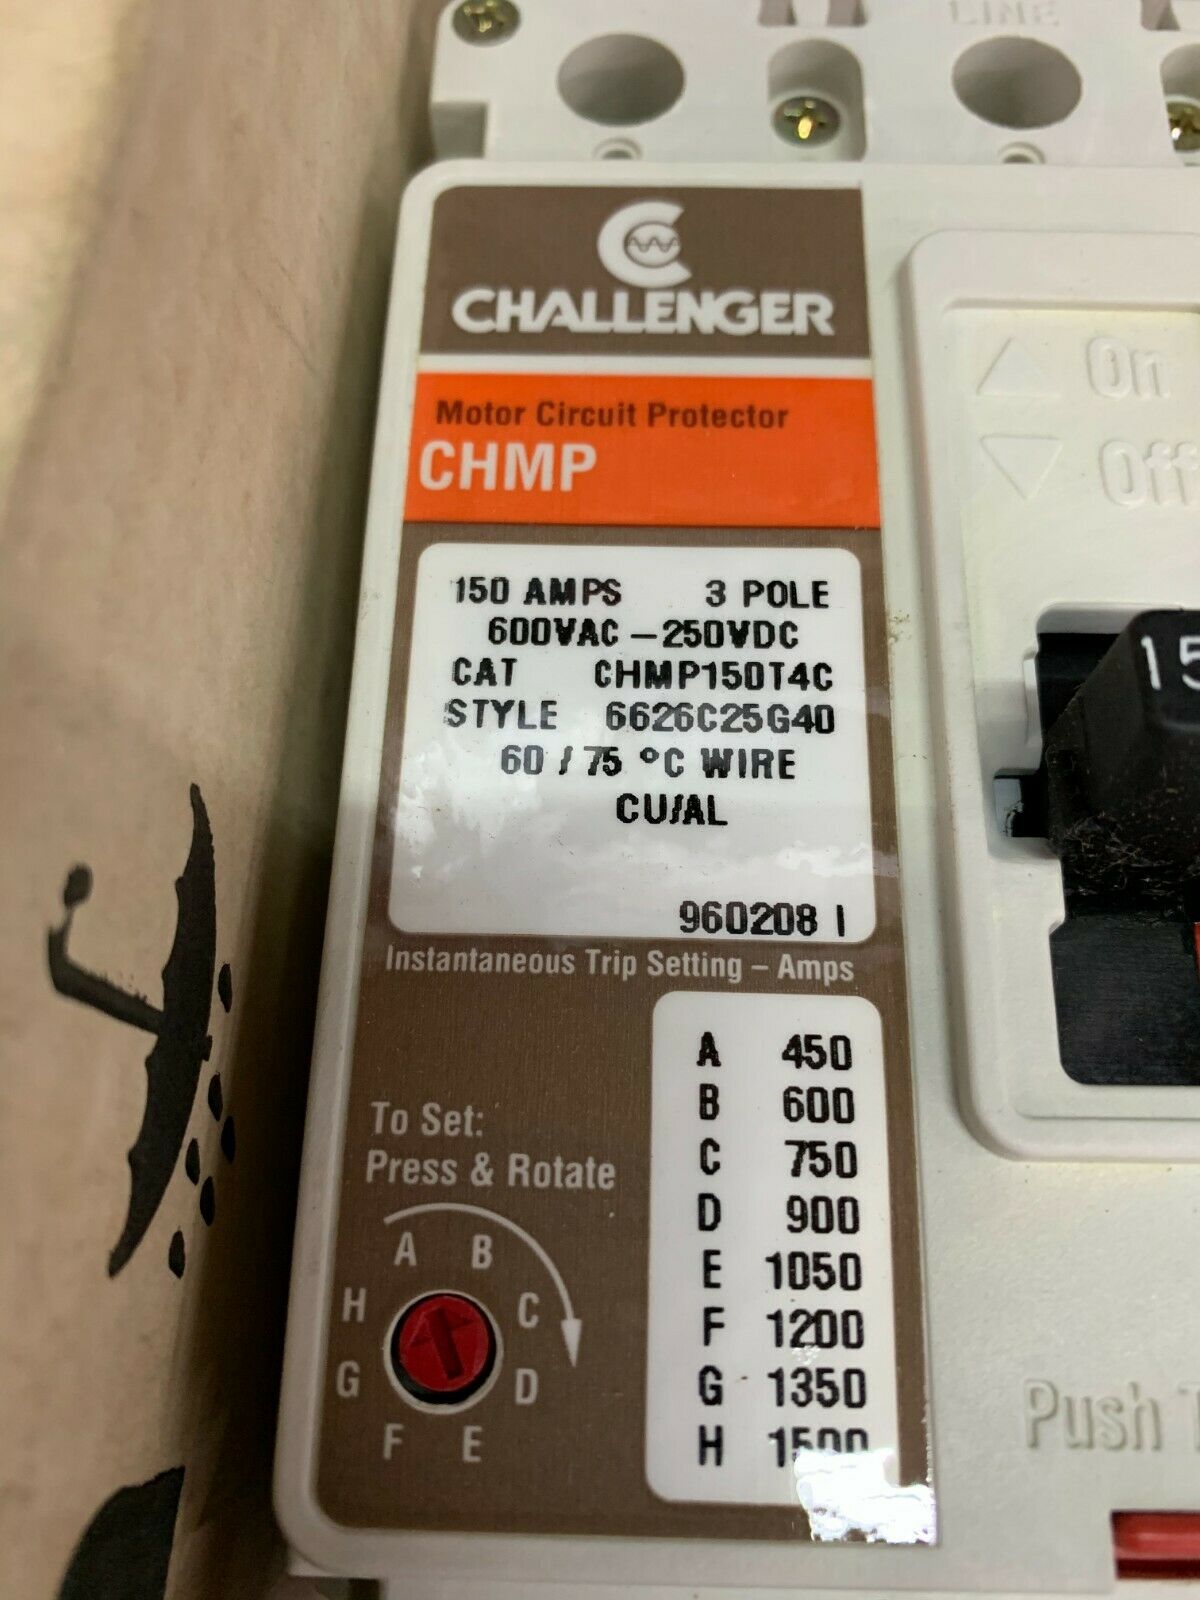 LINE
CHALLENGER
Motor Circuit Protector
CHMP
150 AMPS 3 POLE
600VAC - 250VDC
CAT CHMP150T4C
STYLE 6626C25G40
60 / 75 °C WIRE
CU/AL
960208 I
Instantaneous Trip Setting – Amps
A 450
B 600
C 750
D 900
E 1050
F 1200
G 1350
H 1500
To Set:
Press & Rotate
A B
H C
G D
F E
On
Off
15
Push